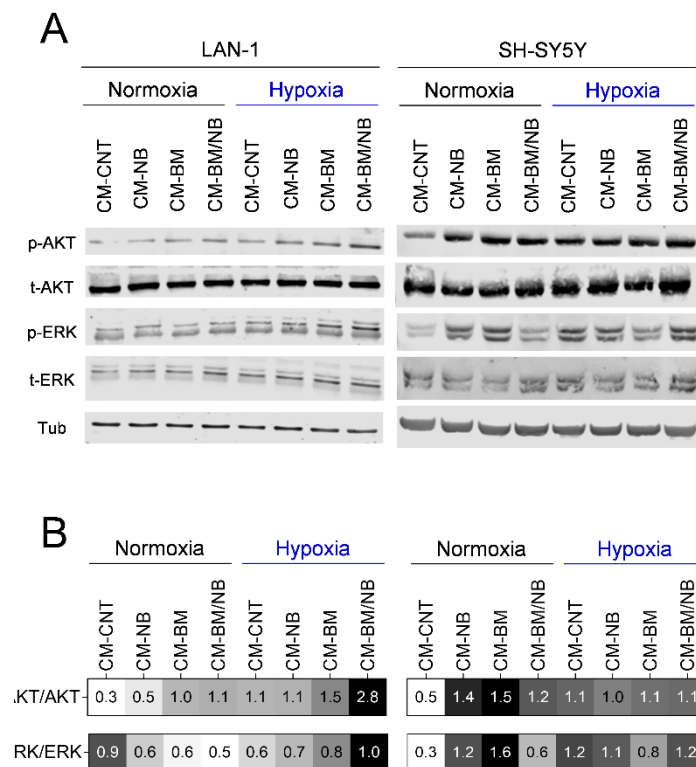 A
LAN-1 SH-SY5Y
Normoxia Hypoxia Normoxia Hypoxia
CM-CNT CM-NB CM-BM CM-BM/NB CM-CNT CM-NB CM-BM CM-BM/NB CM-CNT CM-NB CM-BM CM-BM/NB CM-CNT CM-NB CM-BM CM-BM/NB
p-AKT
t-AKT
p-ERK
t-ERK
Tub
B
Normoxia Hypoxia Normoxia Hypoxia
CM-CNT CM-NB CM-BM CM-BM/NB CM-CNT CM-NB CM-BM CM-BM/NB CM-CNT CM-NB CM-BM CM-BM/NB CM-CNT CM-NB CM-BM CM-BM/NB
KT/AKT 0.3 0.5 1.0 1.1 1.1 1.1 1.5 2.8 0.5 1.4 1.5 1.2 1.1 1.0 1.1 1.1
RK/ERK 0.9 0.6 0.6 0.5 0.6 0.7 0.8 1.0 0.3 1.2 1.6 0.6 1.2 1.1 0.8 1.2